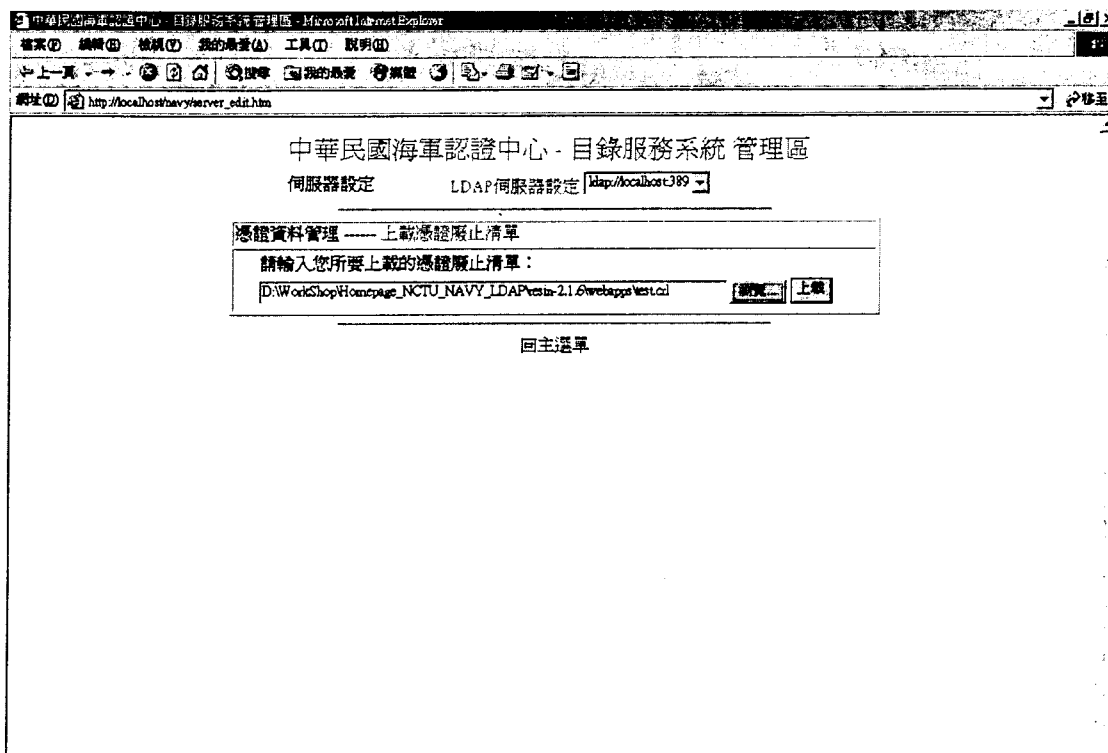 中華民國海軍認證中心 - 目錄服務系統 管理區 - Microsoft Internet Explorer
檔案(F) 編輯(E) 檢視(V) 我的最愛(A) 工具(T) 說明(H)
上一頁 搜尋 我的最愛 媒體
網址(D) http://localhost/navy/server_edit.htm 移至
中華民國海軍認證中心 - 目錄服務系統 管理區
伺服器設定 LDAP伺服器設定 ldap://localhost:389
憑證資料管理 ------ 上載憑證廢止清單
請輸入您所要上載的憑證廢止清單：
D:\WorkShop\Homepage_NCTU_NAVY_LDAP\resin-2.1.6\webapps\test.crl 瀏覽... 上載
回主選單